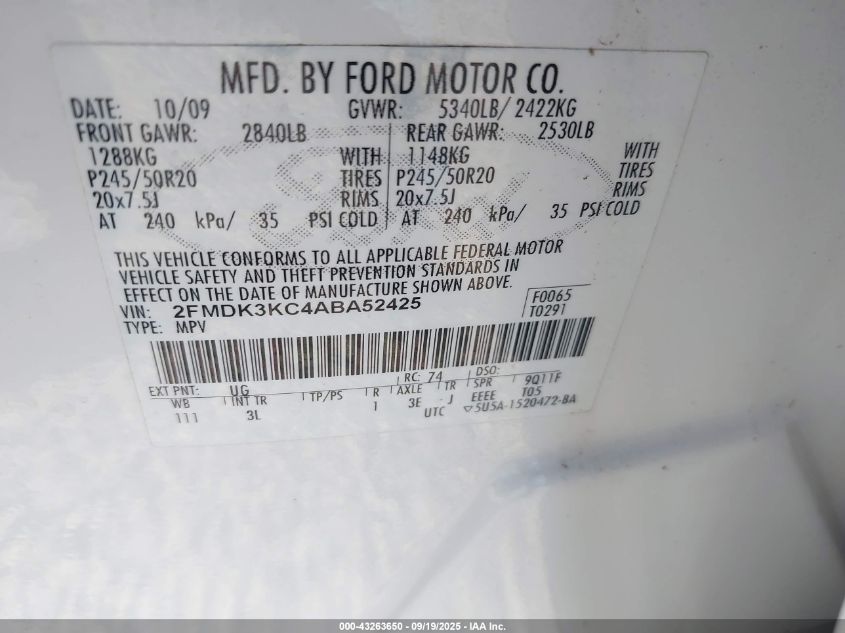 MFD. BY FORD MOTOR CO.
DATE: 10/09 GVWR: 5340LB/ 2422KG
FRONT GAWR: 2840LB REAR GAWR: 2530LB
1288KG WITH 1148KG WITH
P245/50R20 TIRES P245/50R20 TIRES
20x7.5J RIMS 20x7.5J RIMS
AT 240 kPa/ 35 PSI COLD AT 240 kPa/ 35 PSI COLD
THIS VEHICLE CONFORMS TO ALL APPLICABLE FEDERAL MOTOR
VEHICLE SAFETY AND THEFT PREVENTION STANDARDS IN
EFFECT ON THE DATE OF MANUFACTURE SHOWN ABOVE.
VIN: 2FMDK3KC4ABA52425 F0065
TYPE: MPV T0291
EXT PNT: UG RC: 74 DSO:
WB INT TR TP/PS R AXLE TR SPR 9Q11F
111 3L 1 3E J EEEE T05
UTC ▽5U5A-1520472-BA
000-43263650 - 09/19/2025 - IAA Inc.